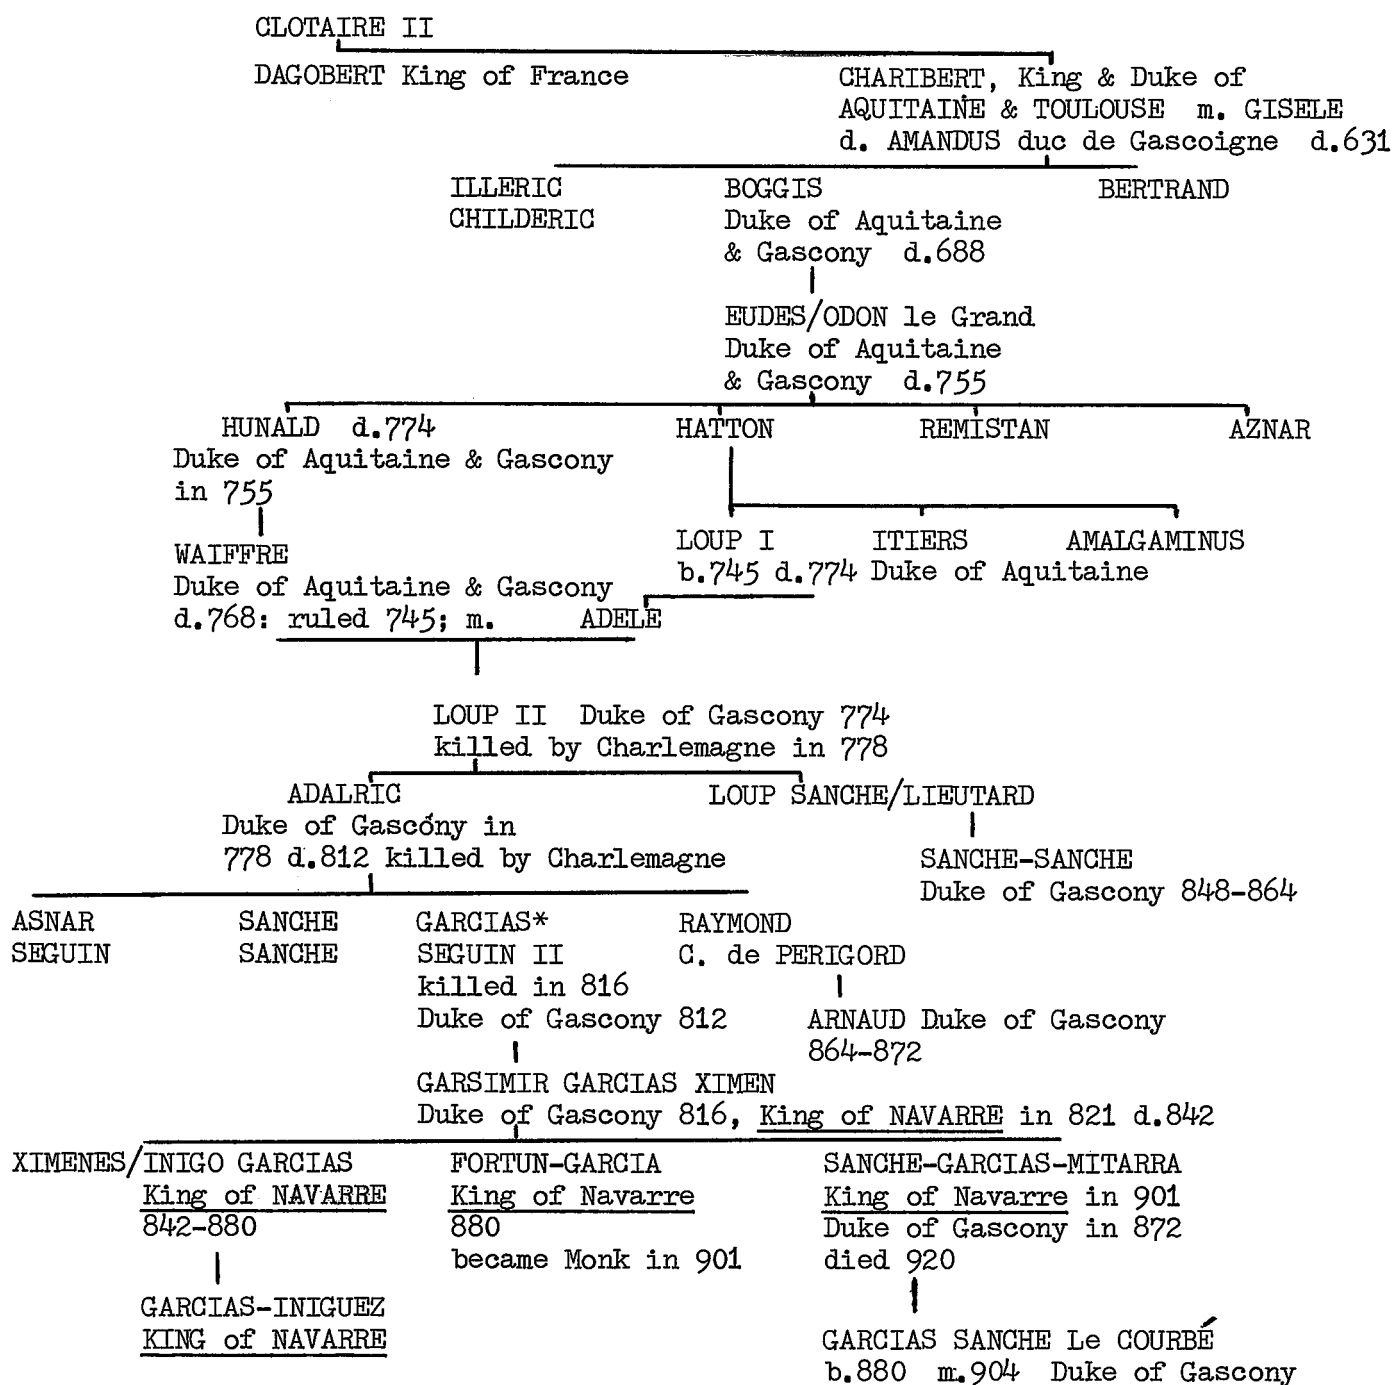 CLOTAIRE II
DAGOBERT King of France
CHARIBERT, King & Duke of
AQUITAINE & TOULOUSE m. GISELE
d. AMANDUS duc de Gascoigne d.631
ILLERIC
CHILDERIC
BOGGIS
Duke of Aquitaine
& Gascony d.688
BERTRAND
EUDES/ODON le Grand
Duke of Aquitaine
& Gascony d.755
HUNALD d.774
Duke of Aquitaine & Gascony
in 755
HATTON
REMISTAN
AZNAR
WAIFFRE
Duke of Aquitaine & Gascony
d.768: ruled 745; m. ADELE
LOUP I
b.745 d.774
ITIERS
Duke of Aquitaine
AMALGAMINUS
LOUP II Duke of Gascony 774
killed by Charlemagne in 778
ADALRIC
Duke of Gascony in
778 d.812 killed by Charlemagne
LOUP SANCHE/LIEUTARD
SANCHE-SANCHE
Duke of Gascony 848-864
ASNAR
SEGUIN
SANCHE
SANCHE
GARCIAS*
SEGUIN II
killed in 816
Duke of Gascony 812
RAYMOND
C. de PERIGORD
ARNAUD Duke of Gascony
864-872
GARSIMIR GARCIAS XIMEN
Duke of Gascony 816, King of NAVARRE in 821 d.842
XIMENES/INIGO GARCIAS
King of NAVARRE
842-880
FORTUN-GARCIA
King of Navarre
880
became Monk in 901
SANCHE-GARCIAS-MITARRA
King of Navarre in 901
Duke of Gascony in 872
died 920
GARCIAS-INIGUEZ
KING of NAVARRE
GARCIAS SANCHE Le COURBÉ
b.880 m.904 Duke of Gascony